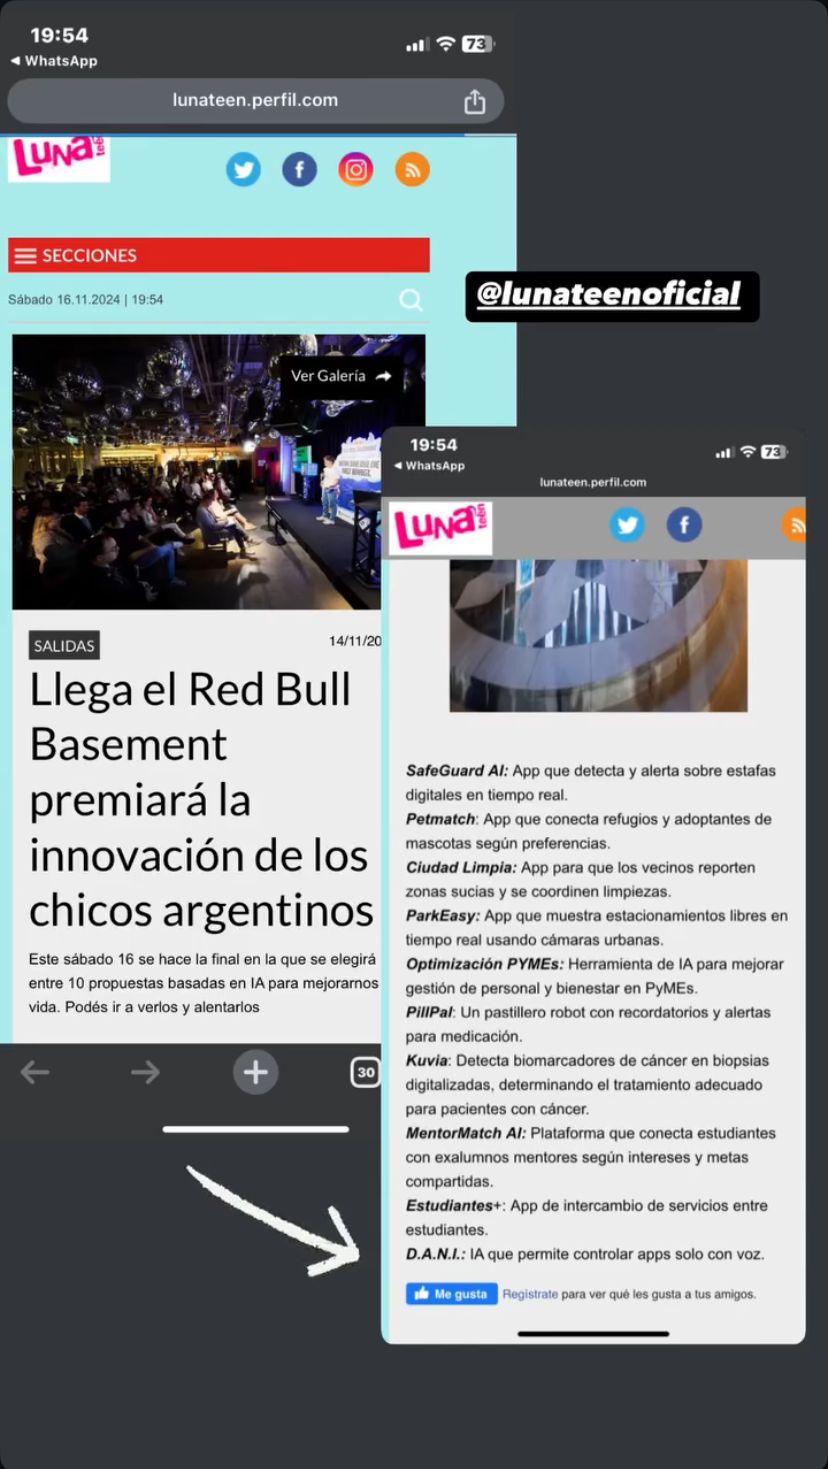 19:54
73
WhatsApp
lunateen.perfil.com
Luna teen
SECCIONES
Sábado 16.11.2024 | 19:54
@lunateenoficial
Ver Galería
SALIDAS
14/11/20
Llega el Red Bull
Basement
premiará la
innovación de los
chicos argentinos
Este sábado 16 se hace la final en la que se elegirá
entre 10 propuestas basadas en IA para mejorarnos
vida. Podés ir a verlos y alentarlos
30
19:54
73
WhatsApp
lunateen.perfil.com
Luna teen
SafeGuard AI: App que detecta y alerta sobre estafas
digitales en tiempo real.
Petmatch: App que conecta refugios y adoptantes de
mascotas según preferencias.
Ciudad Limpia: App para que los vecinos reporten
zonas sucias y se coordinen limpiezas.
ParkEasy: App que muestra estacionamientos libres en
tiempo real usando cámaras urbanas.
Optimización PYMEs: Herramienta de IA para mejorar
gestión de personal y bienestar en PyMEs.
PillPal: Un pastillero robot con recordatorios y alertas
para medicación.
Kuvia: Detecta biomarcadores de cáncer en biopsias
digitalizadas, determinando el tratamiento adecuado
para pacientes con cáncer.
MentorMatch AI: Plataforma que conecta estudiantes
con exalumnos mentores según intereses y metas
compartidas.
Estudiantes+: App de intercambio de servicios entre
estudiantes.
D.A.N.I.: IA que permite controlar apps solo con voz.
Me gusta
Regístrate para ver qué les gusta a tus amigos.